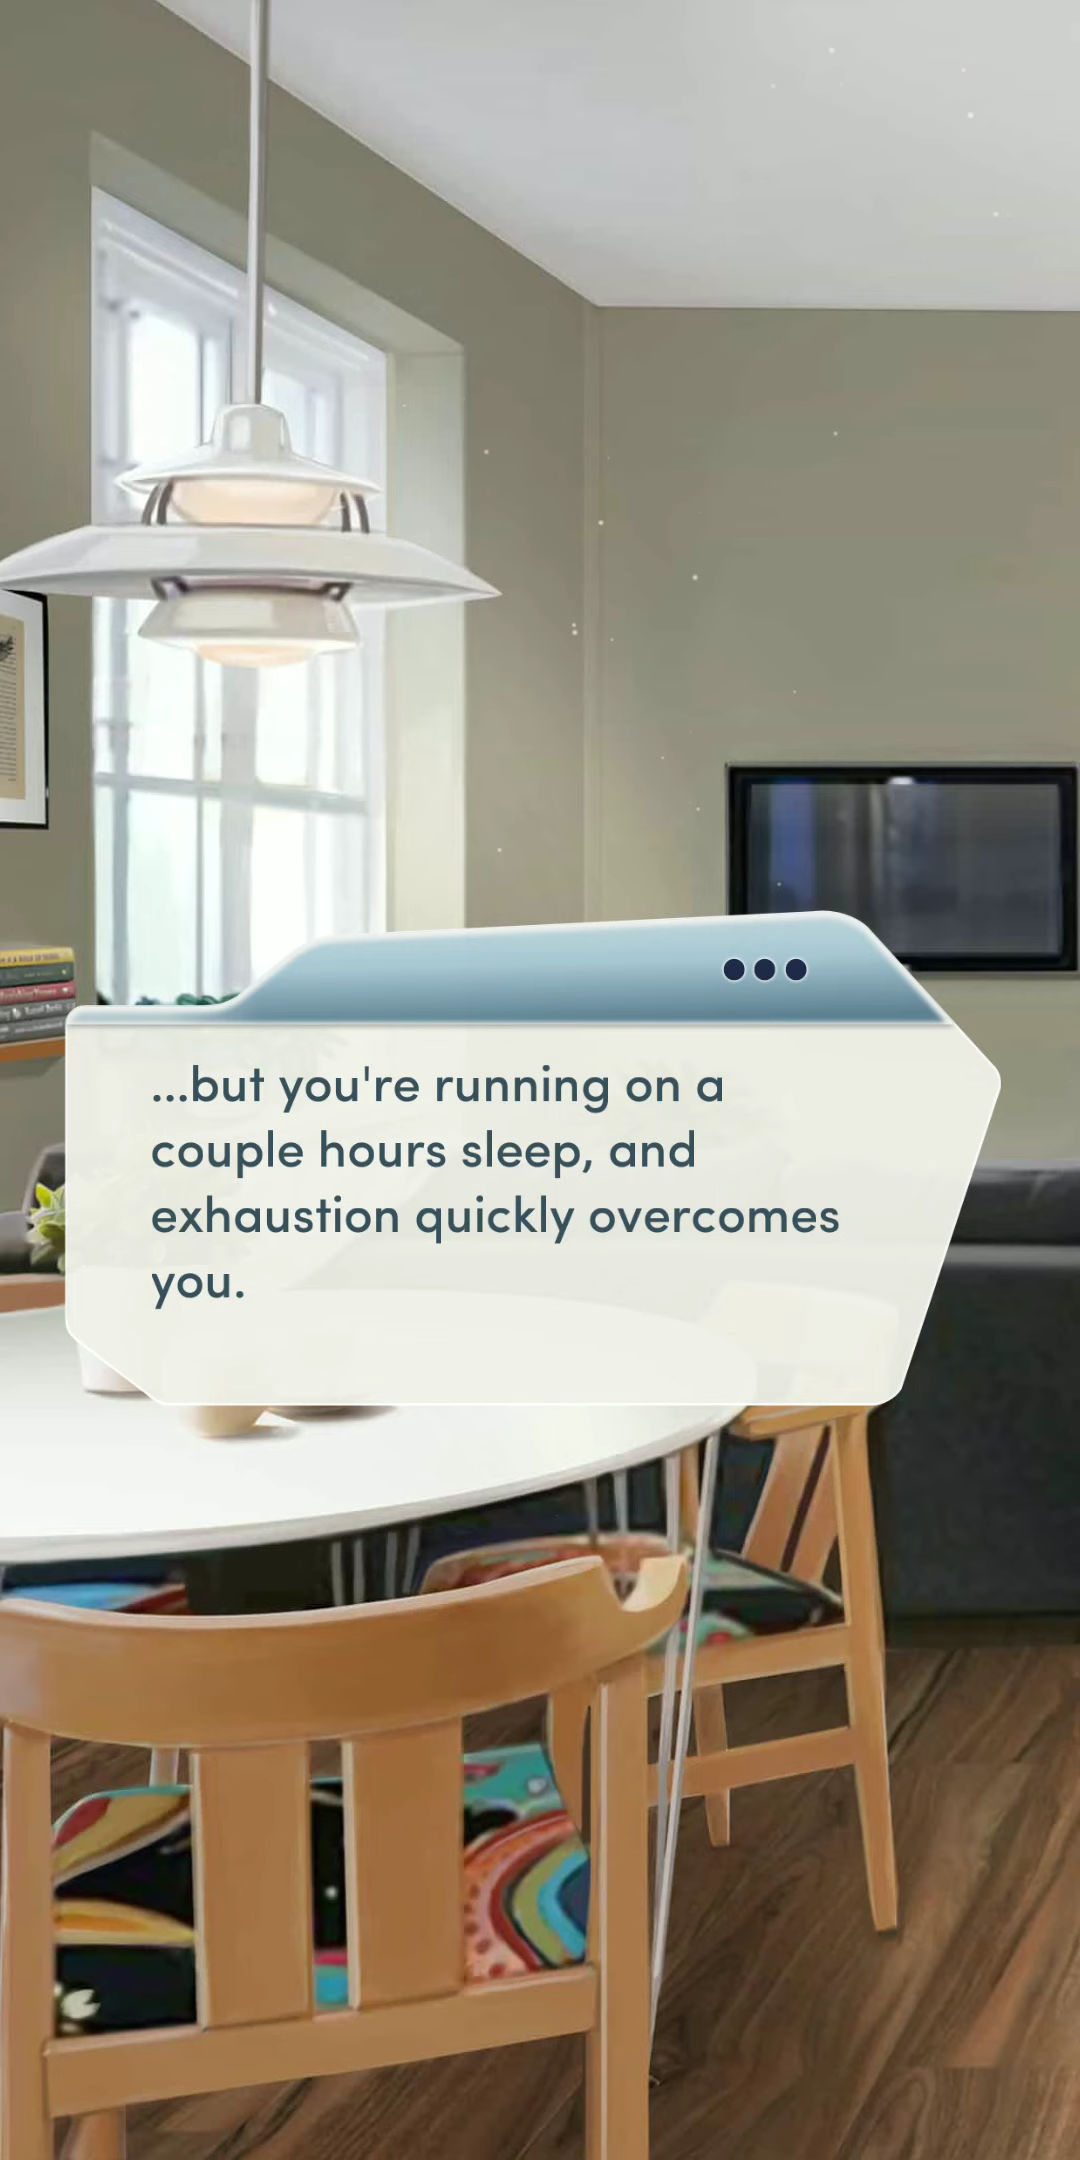 ...but you're running on a
couple hours sleep, and
exhaustion quickly overcomes
you.